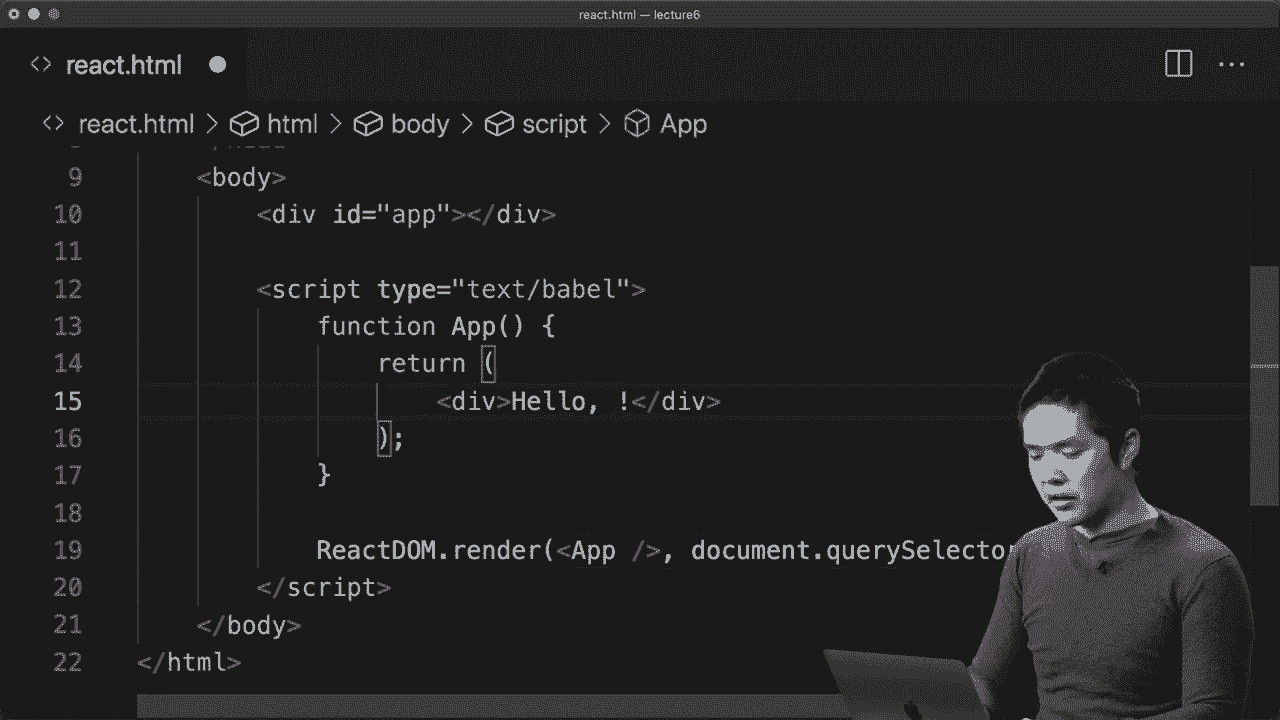 react.html — lecture6
react.html
react.html > html > body > script > App
9 <body>
10 <div id="app"></div>
11
12 <script type="text/babel">
13 function App() {
14 return (
15 <div>Hello, !</div>
16 );
17 }
18
19 ReactDOM.render(<App />, document.querySelector
20 </script>
21 </body>
22 </html>